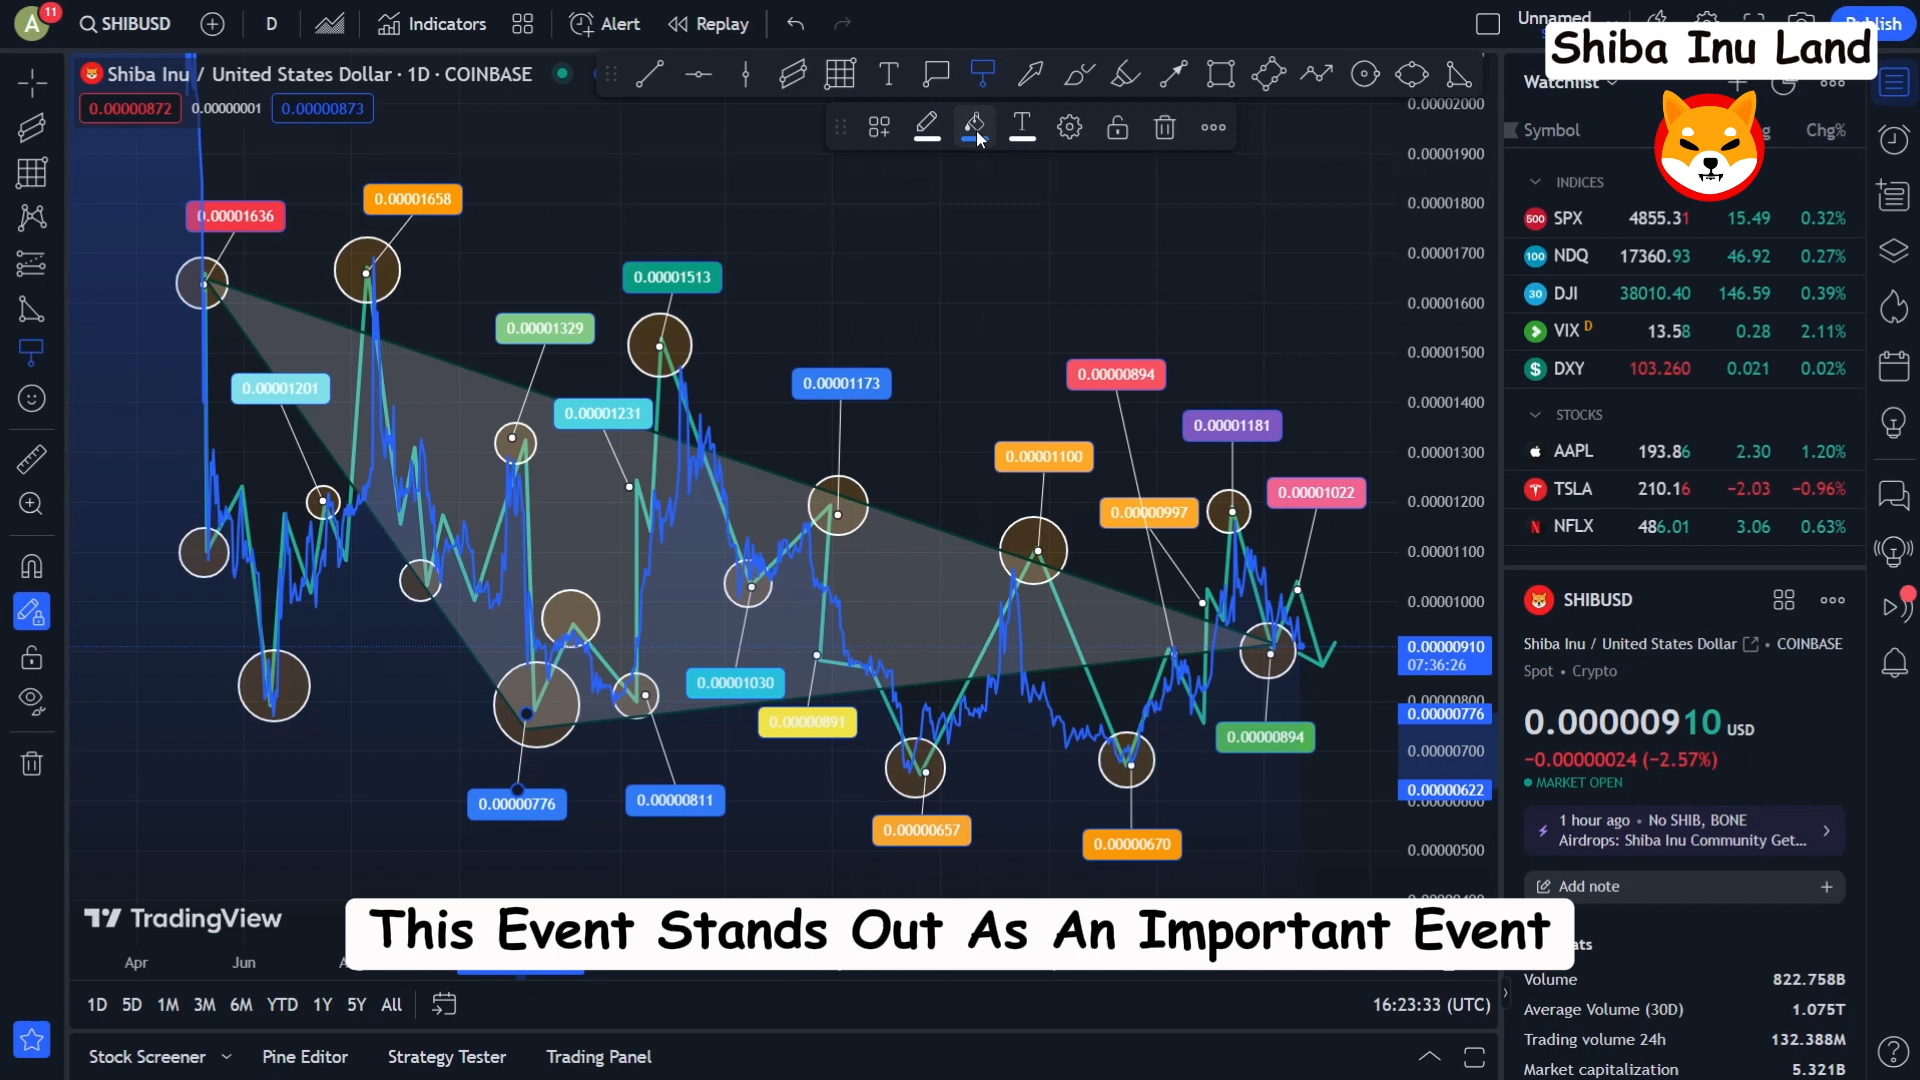 A
11
SHIBUSD
D
Indicators
Alert
Replay
Unnamed
Shiba Inu Land
Shiba Inu / United States Dollar · 1D · COINBASE
0.00000872
0.00000001
0.00000873
T
T
0.00002000
0.00001900
0.00001800
0.00001700
0.00001600
0.00001500
0.00001400
0.00001300
0.00001200
0.00001100
0.00001000
0.00000910
07:36:26
0.00000800
0.00000776
0.00000700
0.00000622
0.00000600
0.00000500
0.00001636
0.00001658
0.00001513
0.00001329
0.00001201
0.00001231
0.00001173
0.00000894
0.00001181
0.00001100
0.00001022
0.00000997
0.00001030
0.00000891
0.00000894
0.00000776
0.00000811
0.00000657
0.00000670
TradingView
This Event Stands Out As An Important Event
Apr
Jun
1D
5D
1M
3M
6M
YTD
1Y
5Y
All
16:23:33 (UTC)
Stock Screener
Pine Editor
Strategy Tester
Trading Panel
Watchlist
Symbol
Chg%
INDICES
500 SPX 4855.31 15.49 0.32%
100 NDQ 17360.93 46.92 0.27%
30 DJI 38010.40 146.59 0.39%
VIX D 13.58 0.28 2.11%
$ DXY 103.260 0.021 0.02%
STOCKS
AAPL 193.86 2.30 1.20%
TSLA 210.16 −2.03 −0.96%
N NFLX 486.01 3.06 0.63%
SHIBUSD
Shiba Inu / United States Dollar • COINBASE
Spot • Crypto
0.00000910 USD
−0.00000024 (−2.57%)
MARKET OPEN
1 hour ago • No SHIB, BONE
Airdrops: Shiba Inu Community Get...
Add note
Volume 822.758B
Average Volume (30D) 1.075T
Trading volume 24h 132.388M
Market capitalization 5.321B